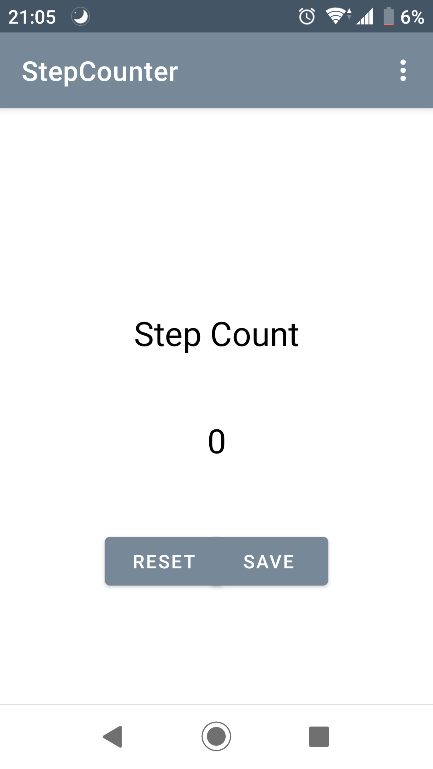 21:05 6%
StepCounter
Step Count
0
RESET SAVE